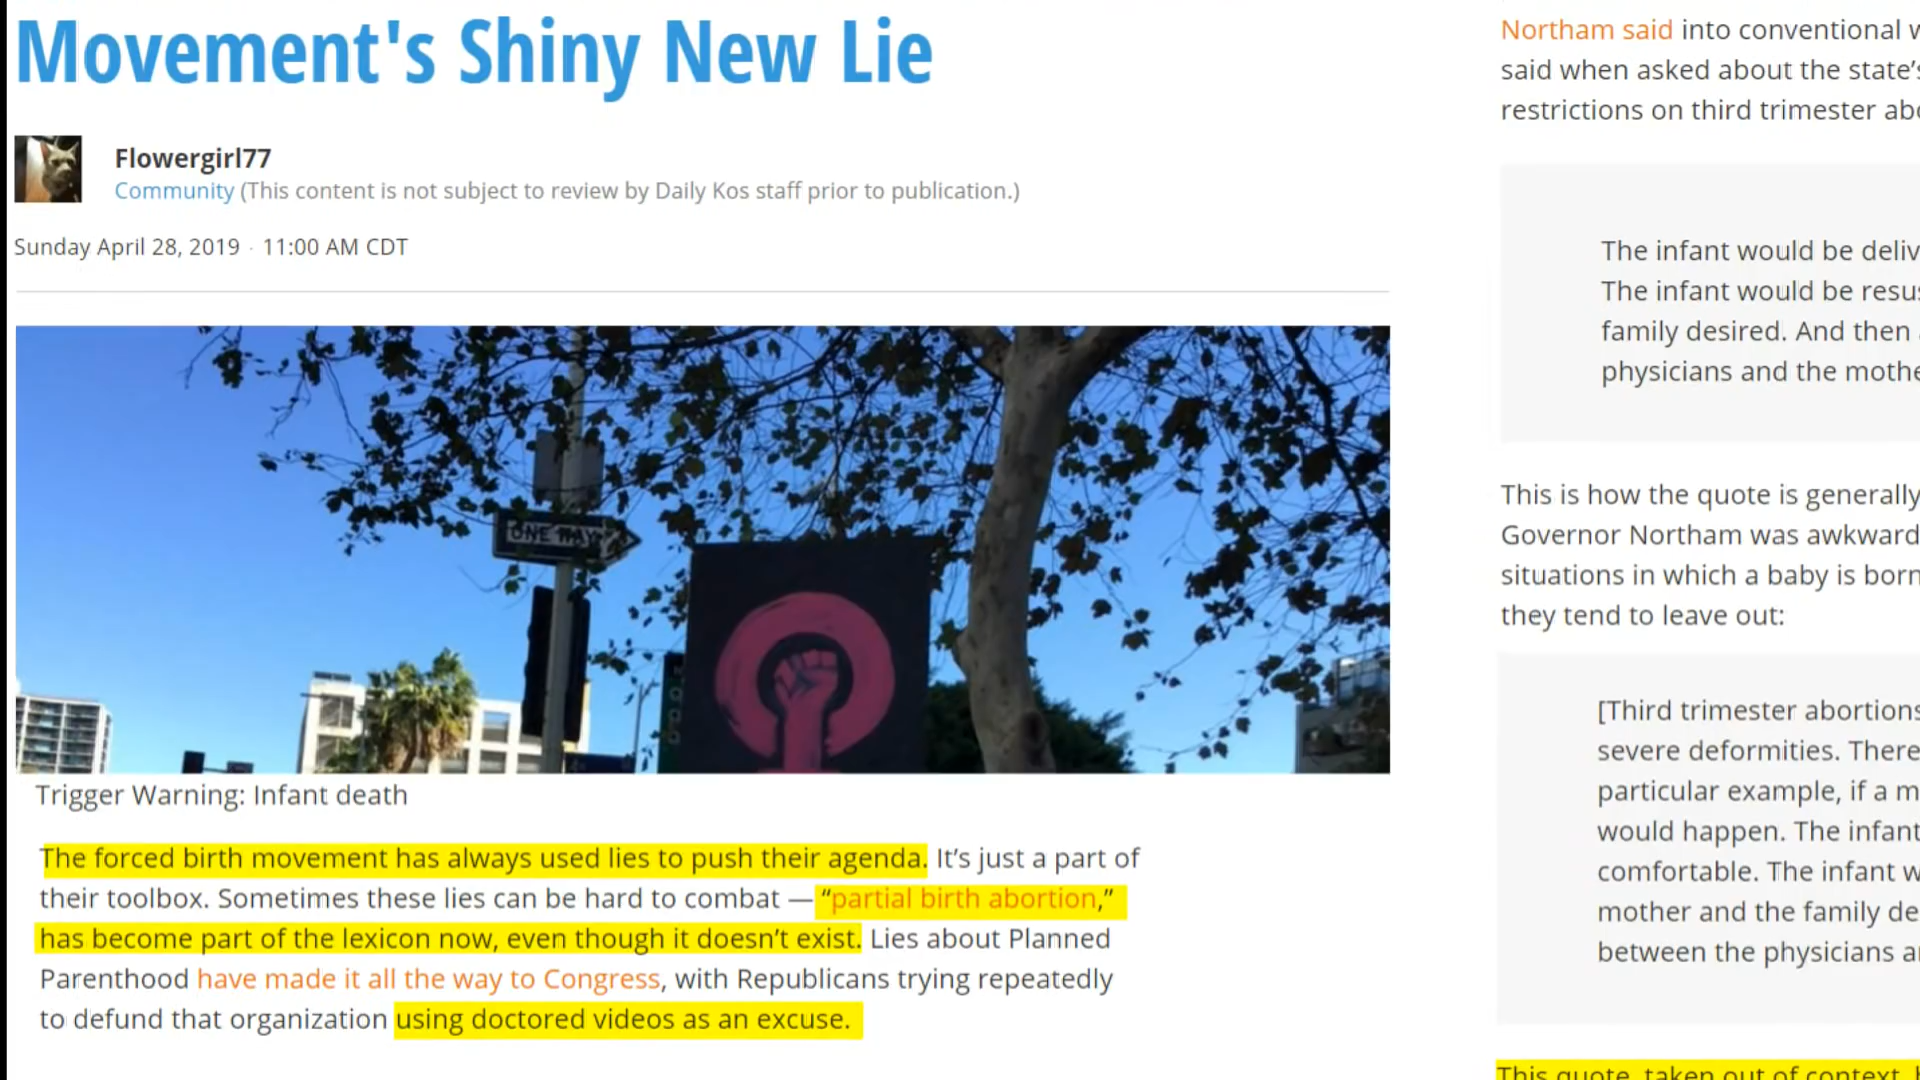 Movement's Shiny New Lie
Flowergirl77
Community (This content is not subject to review by Daily Kos staff prior to publication.)
Sunday April 28, 2019 · 11:00 AM CDT
ONE WAY
Trigger Warning: Infant death
The forced birth movement has always used lies to push their agenda. It’s just a part of
their toolbox. Sometimes these lies can be hard to combat — “partial birth abortion,”
has become part of the lexicon now, even though it doesn’t exist. Lies about Planned
Parenthood have made it all the way to Congress, with Republicans trying repeatedly
to defund that organization using doctored videos as an excuse.
Northam said into conventional
said when asked about the state’s
restrictions on third trimester
The infant would be
The infant would be
family desired. And then
physicians and the
This is how the quote is generally
Governor Northam was
situations in which a baby is born
they tend to leave out:
[Third trimester abortions
severe deformities. There
particular example, if a
would happen. The infant
comfortable. The infant
mother and the family
between the physicians
This quote, taken out of context,